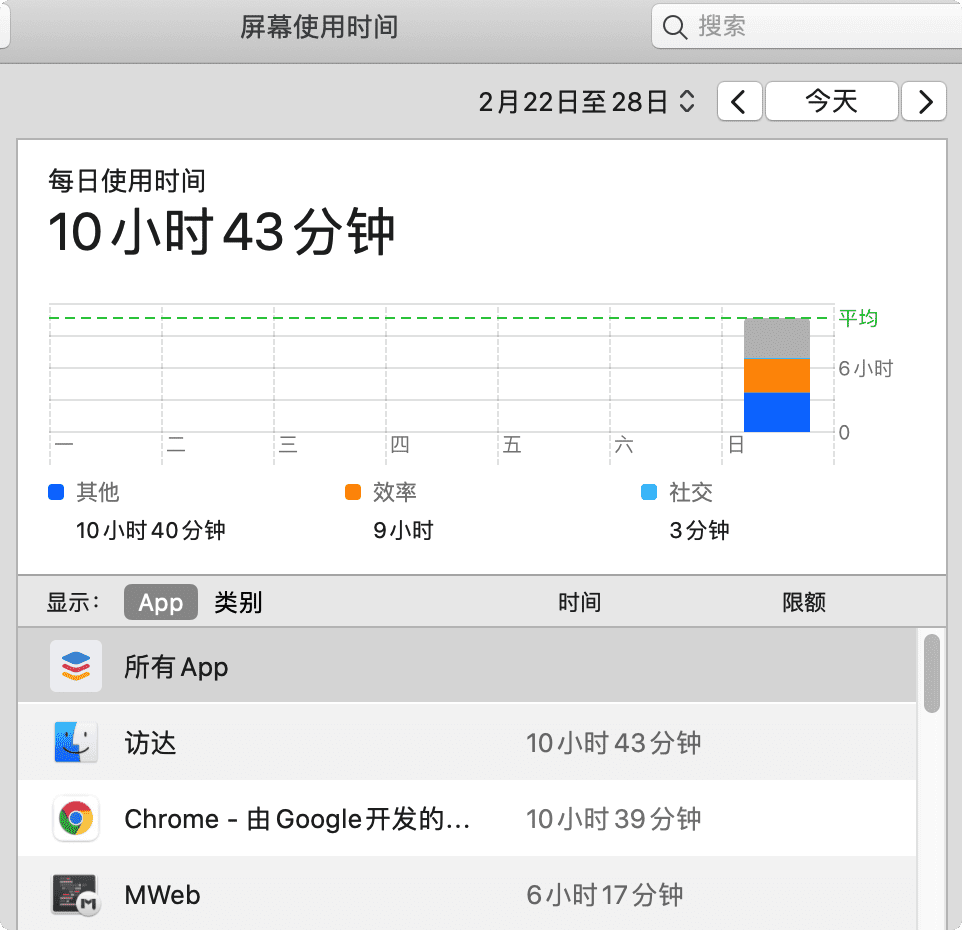 屏幕使用时间
搜索
2月22日至28日
今天
每日使用时间
10小时43分钟
平均
6小时
0
一 二 三 四 五 六 日
其他 效率 社交
10小时40分钟 9小时 3分钟
显示： App 类别 时间 限额
所有App
访达 10小时43分钟
Chrome - 由Google开发的... 10小时39分钟
MWeb 6小时17分钟